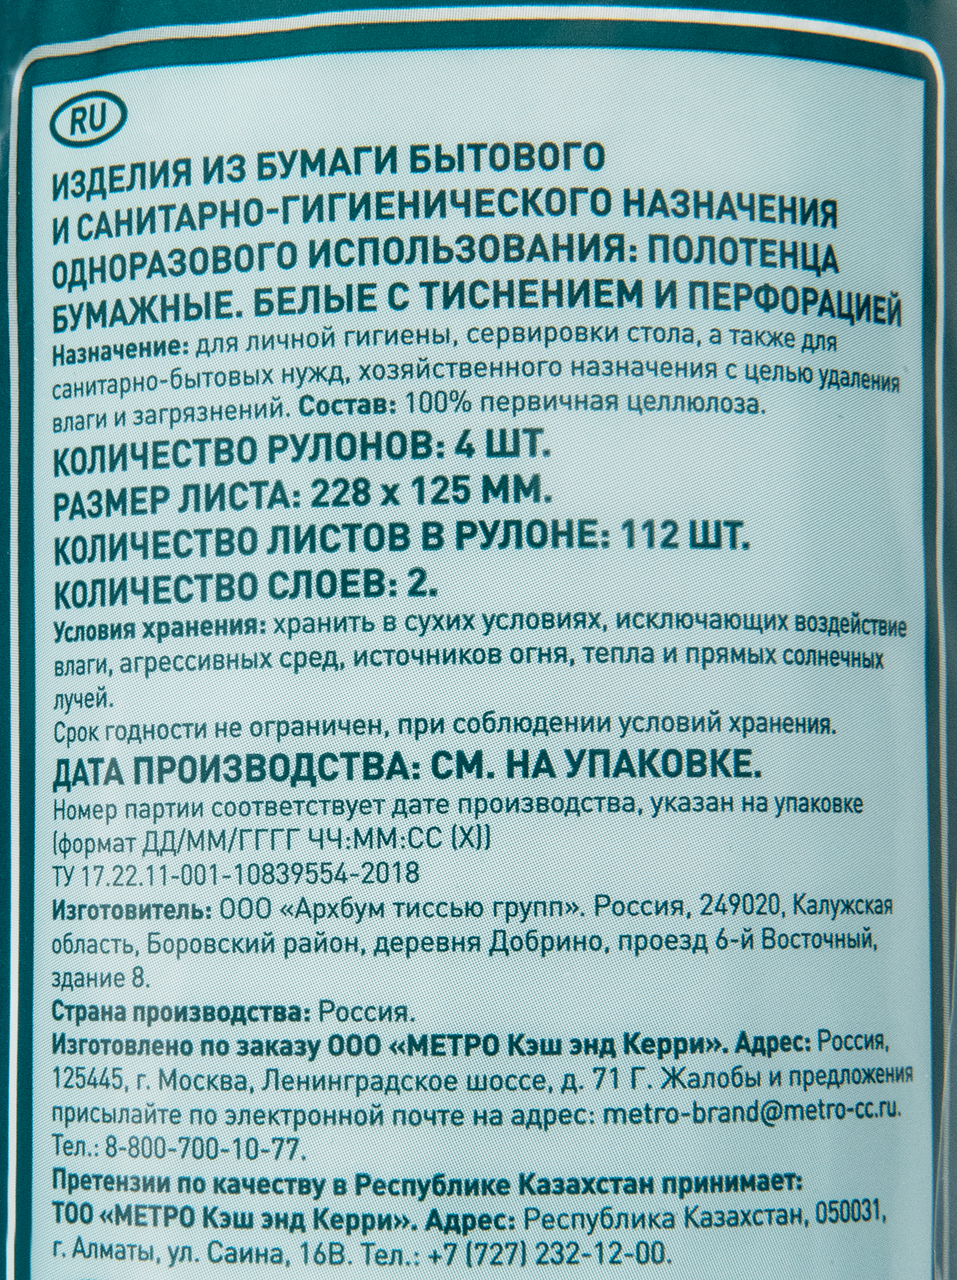 RU
ИЗДЕЛИЯ ИЗ БУМАГИ БЫТОВОГО
И САНИТАРНО-ГИГИЕНИЧЕСКОГО НАЗНАЧЕНИЯ
ОДНОРАЗОВОГО ИСПОЛЬЗОВАНИЯ: ПОЛОТЕНЦА
БУМАЖНЫЕ. БЕЛЫЕ С ТИСНЕНИЕМ И ПЕРФОРАЦИЕЙ
Назначение: для личной гигиены, сервировки стола, а также для
санитарно-бытовых нужд, хозяйственного назначения с целью удаления
влаги и загрязнений. Состав: 100% первичная целлюлоза.
КОЛИЧЕСТВО РУЛОНОВ: 4 ШТ.
РАЗМЕР ЛИСТА: 228 x 125 ММ.
КОЛИЧЕСТВО ЛИСТОВ В РУЛОНЕ: 112 ШТ.
КОЛИЧЕСТВО СЛОЕВ: 2.
Условия хранения: хранить в сухих условиях, исключающих воздействие
влаги, агрессивных сред, источников огня, тепла и прямых солнечных
лучей.
Срок годности не ограничен, при соблюдении условий хранения.
ДАТА ПРОИЗВОДСТВА: СМ. НА УПАКОВКЕ.
Номер партии соответствует дате производства, указан на упаковке
(формат ДД/ММ/ГГГГ ЧЧ:ММ:СС (X))
ТУ 17.22.11-001-10839554-2018
Изготовитель: ООО «Архбум тиссью групп». Россия, 249020, Калужская
область, Боровский район, деревня Добрино, проезд 6-й Восточный,
здание 8.
Страна производства: Россия.
Изготовлено по заказу ООО «МЕТРО Кэш энд Керри». Адрес: Россия,
125445, г. Москва, Ленинградское шоссе, д. 71 Г. Жалобы и предложения
присылайте по электронной почте на адрес: metro-brand@metro-cc.ru.
Тел.: 8-800-700-10-77.
Претензии по качеству в Республике Казахстан принимает:
ТОО «МЕТРО Кэш энд Керри». Адрес: Республика Казахстан, 050031,
г. Алматы, ул. Саина, 16В. Тел.: +7 (727) 232-12-00.